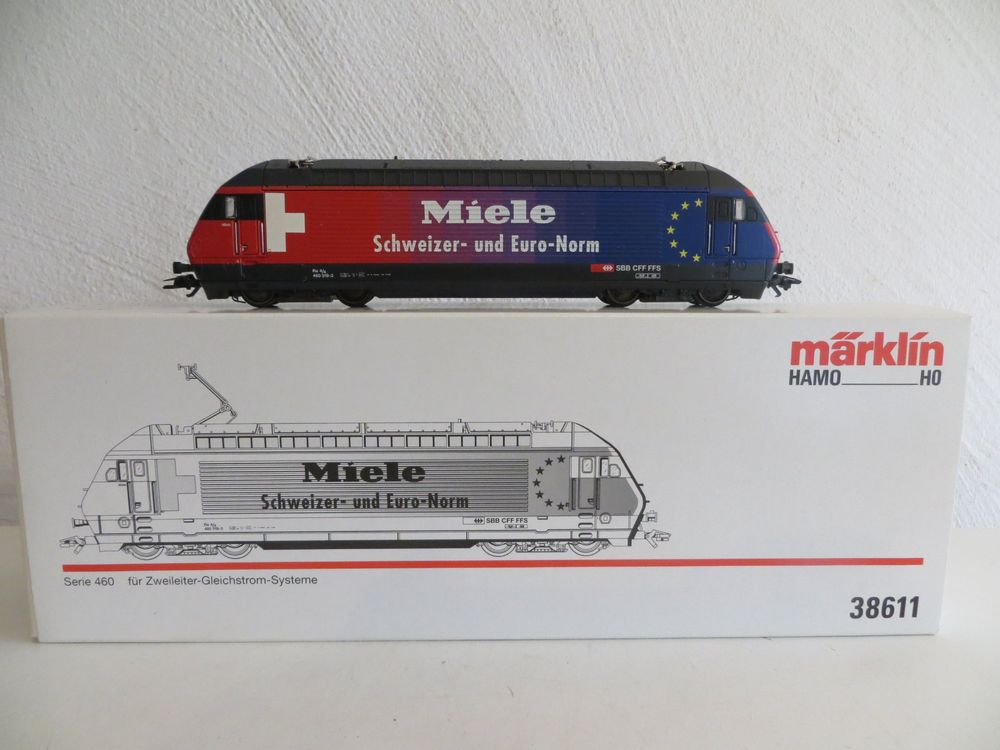 Miele
Schweizer- und Euro-Norm
SBB CFF FFS
märklín
HAMO HO
Miele
Schweizer- und Euro-Norm
SBB CFF FFS
Serie 460 für Zweileiter-Gleichstrom-Systeme
38611